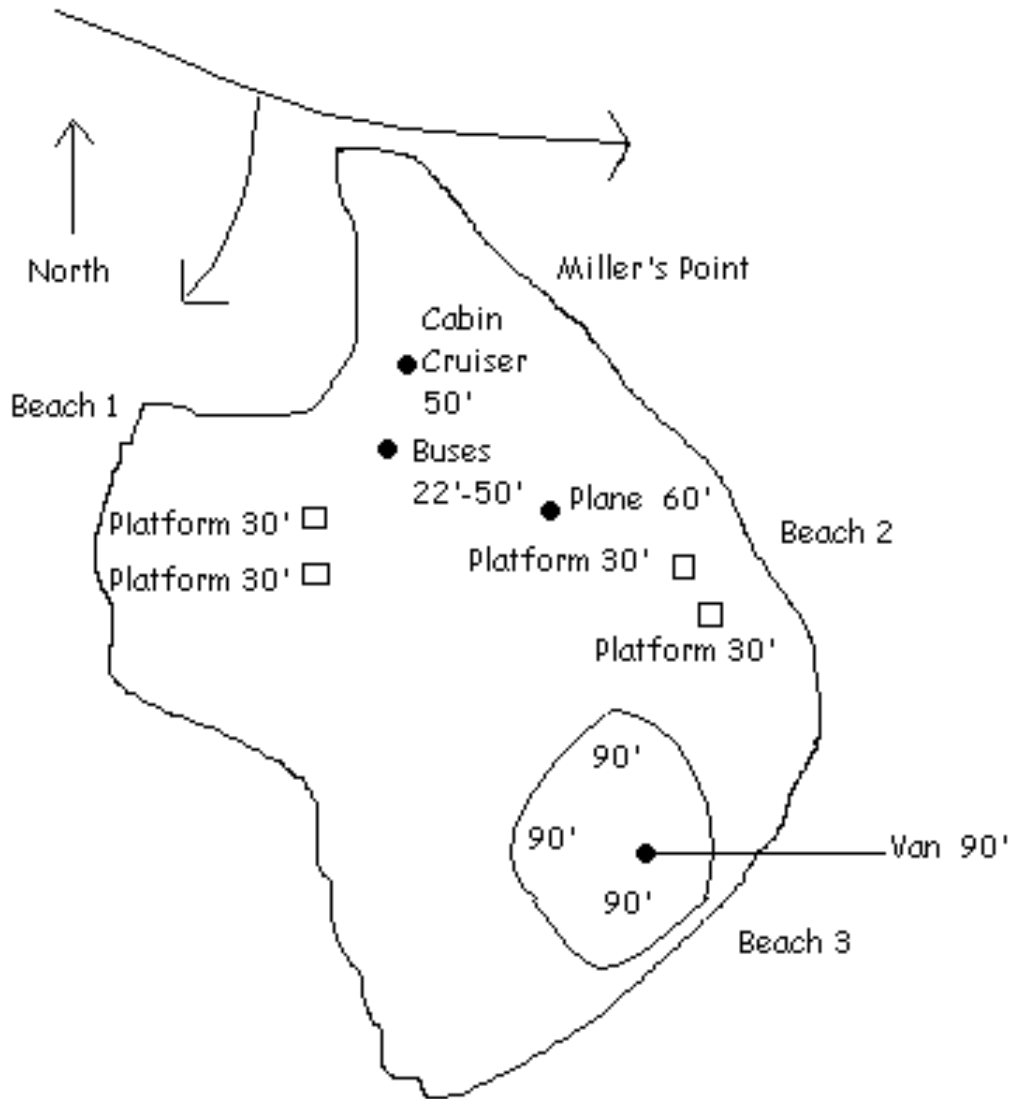 North
Miller's Point
Cabin
Cruiser
50'
Beach 1
Buses
22'-50'
Plane 60'
Platform 30'
Beach 2
Platform 30'
Platform 30'
Platform 30'
90'
90'
Van 90'
90'
Beach 3